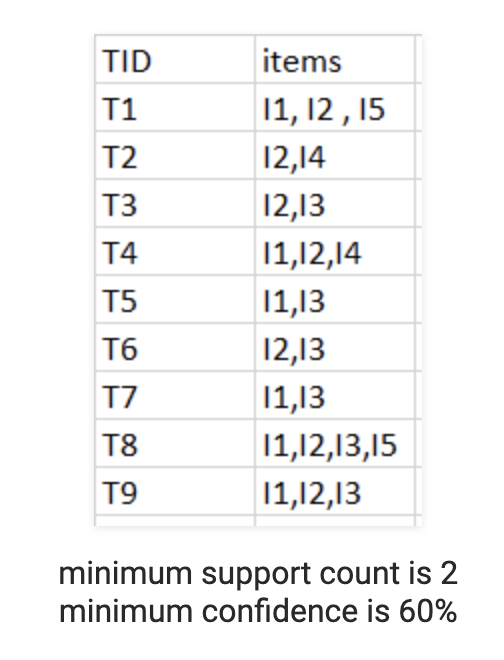 TID items
T1 I1, I2 , I5
T2 I2,I4
T3 I2,I3
T4 I1,I2,I4
T5 I1,I3
T6 I2,I3
T7 I1,I3
T8 I1,I2,I3,I5
T9 I1,I2,I3
minimum support count is 2
minimum confidence is 60%